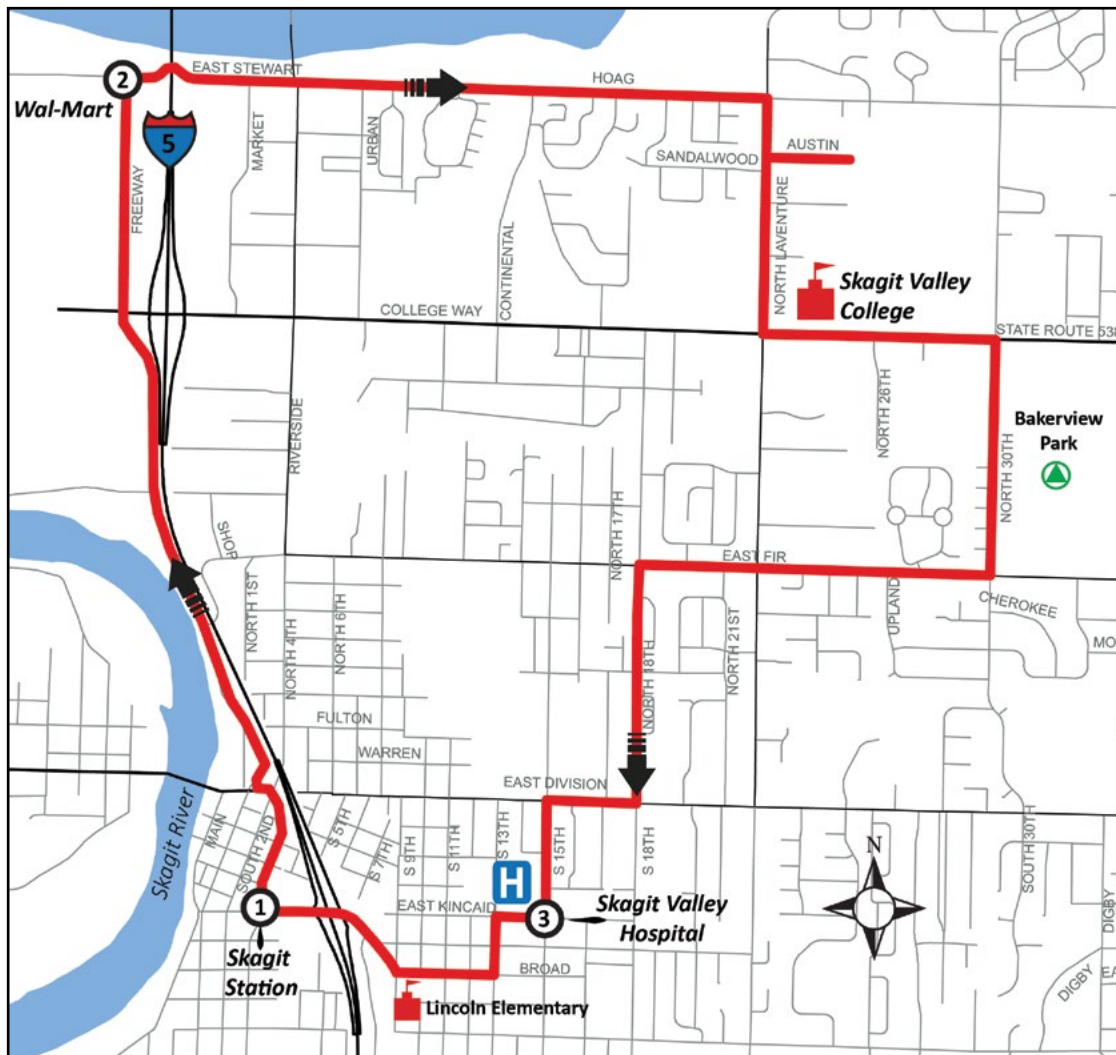 2
Wal-Mart
EAST STEWART
HOAG
5
MARKET
URBAN
FREEWAY
SANDALWOOD
AUSTIN
CONTINENTAL
NORTH LAVENTURE
Skagit Valley
College
COLLEGE WAY
STATE ROUTE 538
RIVERSIDE
NORTH 26TH
Bakerview
Park
NORTH 30TH
NORTH 17TH
SHOP
EAST FIR
NORTH 1ST
NORTH 4TH
NORTH 6TH
NORTH 18TH
NORTH 21ST
UPLAND
CHEROKEE
MO
FULTON
WARREN
EAST DIVISION
Skagit River
MAIN
SOUTH 2ND
S 5TH
S 7TH
S 9TH
S 11TH
S 13TH
S 15TH
S 18TH
SOUTH 30TH
N
H
1
EAST KINCAID
3
Skagit Valley
Hospital
DIGBY
Skagit
Station
BROAD
DIGBY
EA
Lincoln Elementary